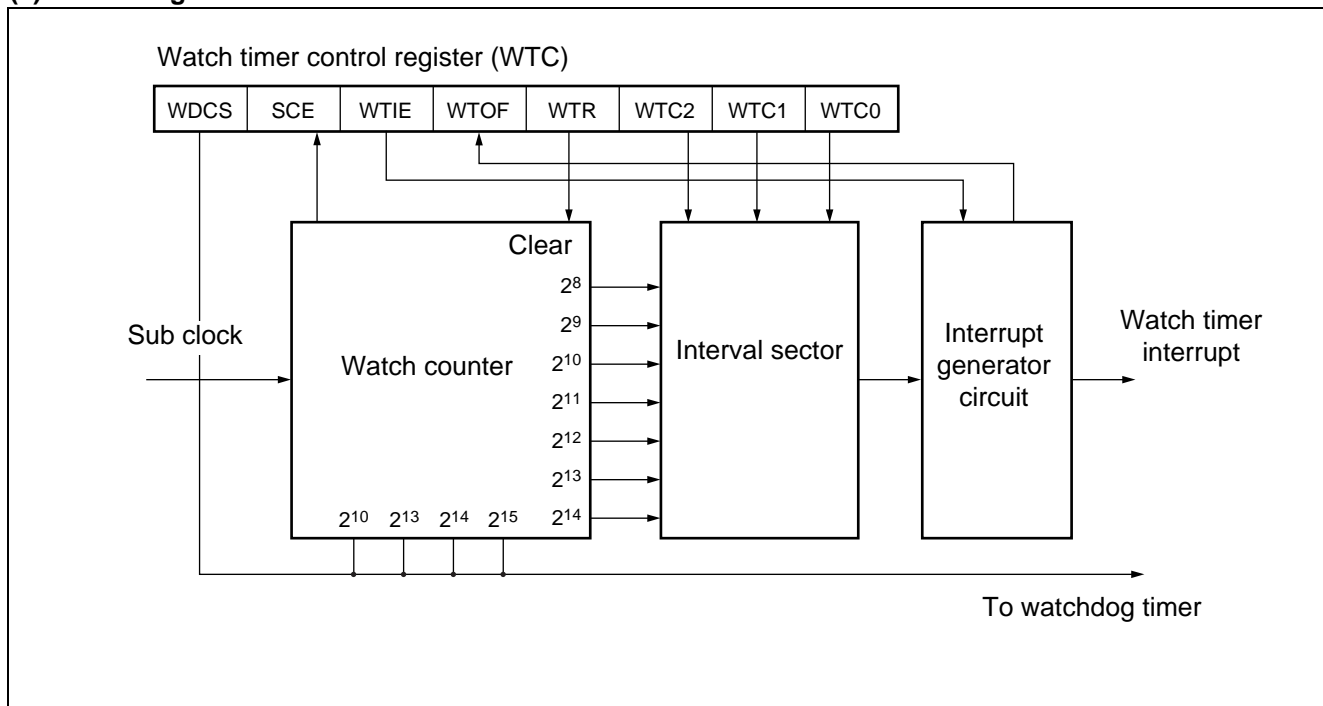 Watch timer control register (WTC)
WDCS SCE WTIE WTOF WTR WTC2 WTC1 WTC0
Clear
2⁸
2⁹
2¹⁰
2¹¹
2¹²
2¹³
2¹⁴
Sub clock
Watch counter
2¹⁰ 2¹³ 2¹⁴ 2¹⁵
Interval sector
Interrupt
generator
circuit
Watch timer
interrupt
To watchdog timer